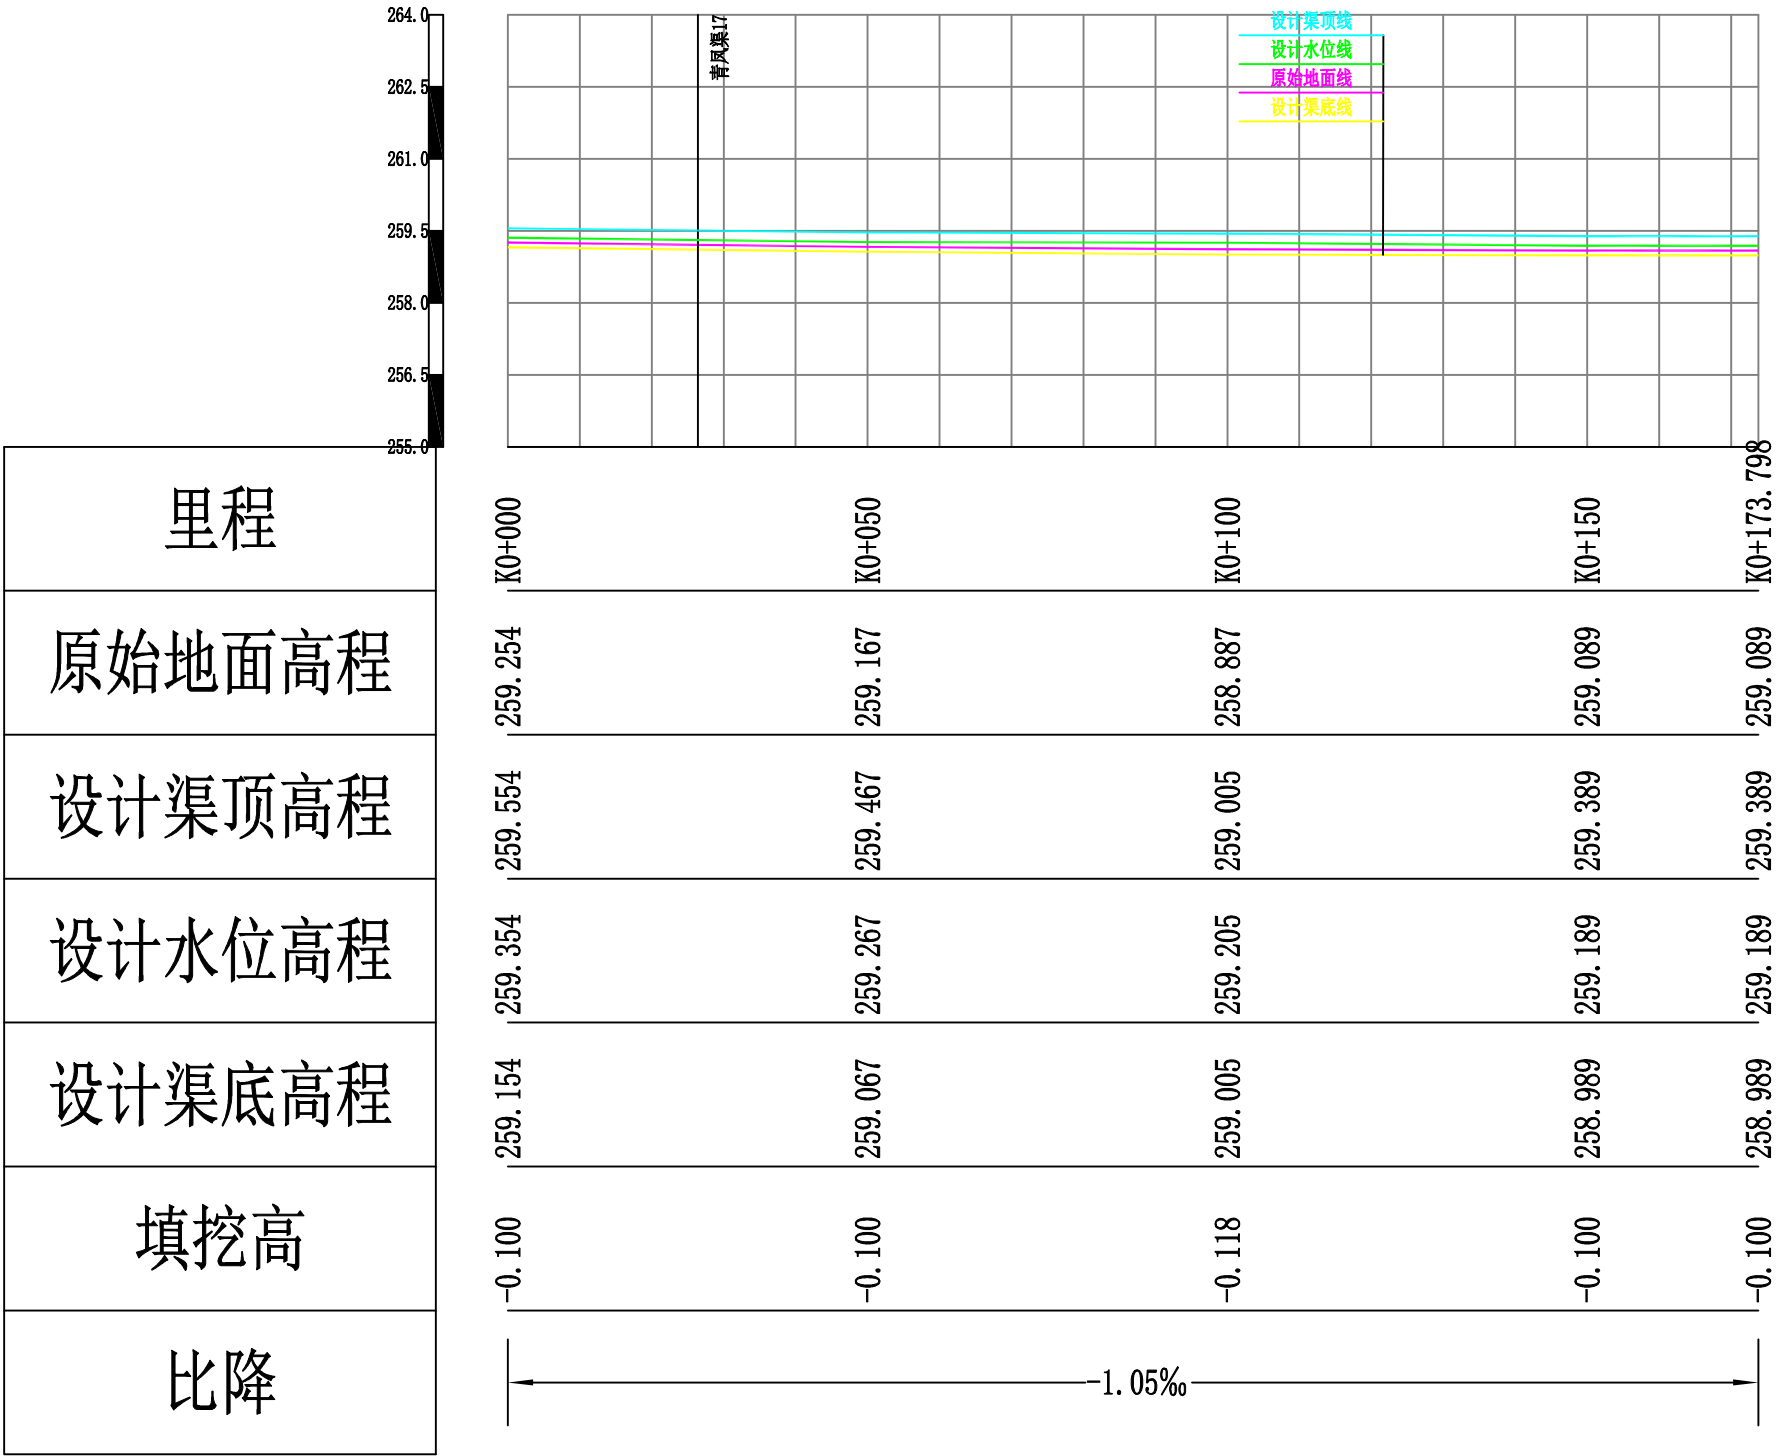 264.0
262.5
261.0
259.5
258.0
256.5
255.0
青凤渠17
设计渠顶线
设计水位线
原始地面线
设计渠底线
里程 K0+000 K0+050 K0+100 K0+150 K0+173.798
原始地面高程 259.254 259.167 258.887 259.089 259.089
设计渠顶高程 259.554 259.467 259.005 259.389 259.389
设计水位高程 259.354 259.267 259.205 259.189 259.189
设计渠底高程 259.154 259.067 259.005 258.989 258.989
填挖高 -0.100 -0.100 -0.118 -0.100 -0.100
比降 -1.05‰